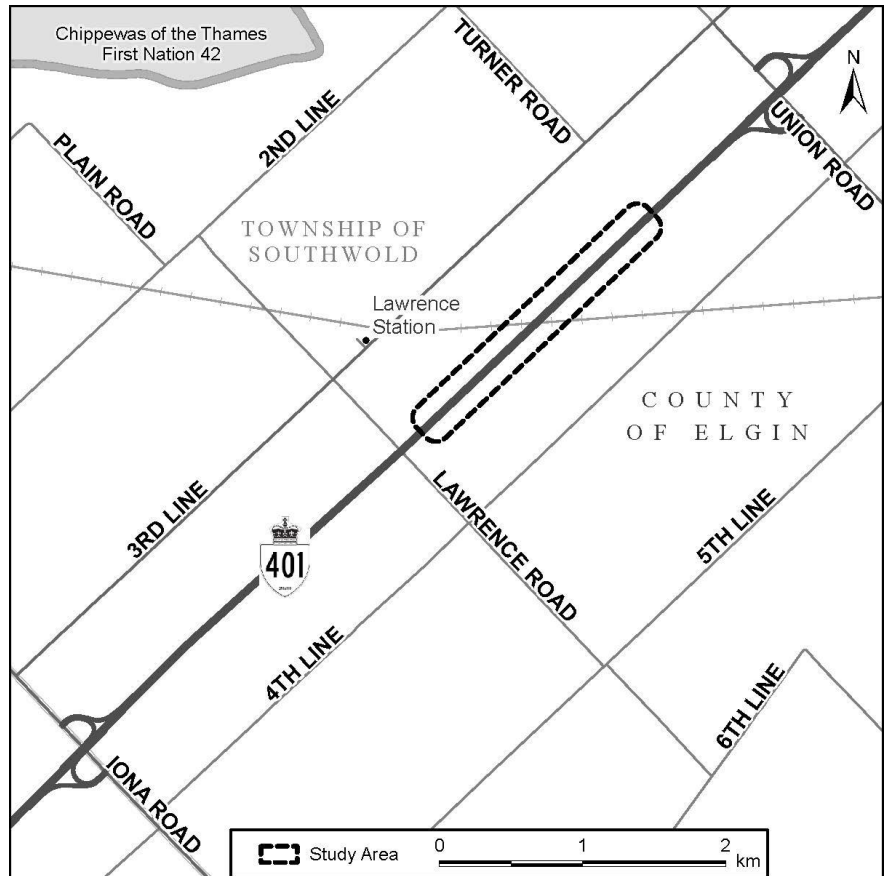 Chippewas of the Thames
First Nation 42
TURNER ROAD
N
2ND LINE
UNION ROAD
PLAIN ROAD
TOWNSHIP OF
SOUTHWOLD
Lawrence
Station
COUNTY
OF ELGIN
3RD LINE
LAWRENCE ROAD
5TH LINE
401
4TH LINE
6TH LINE
IONA ROAD
Study Area
0 1 2
km